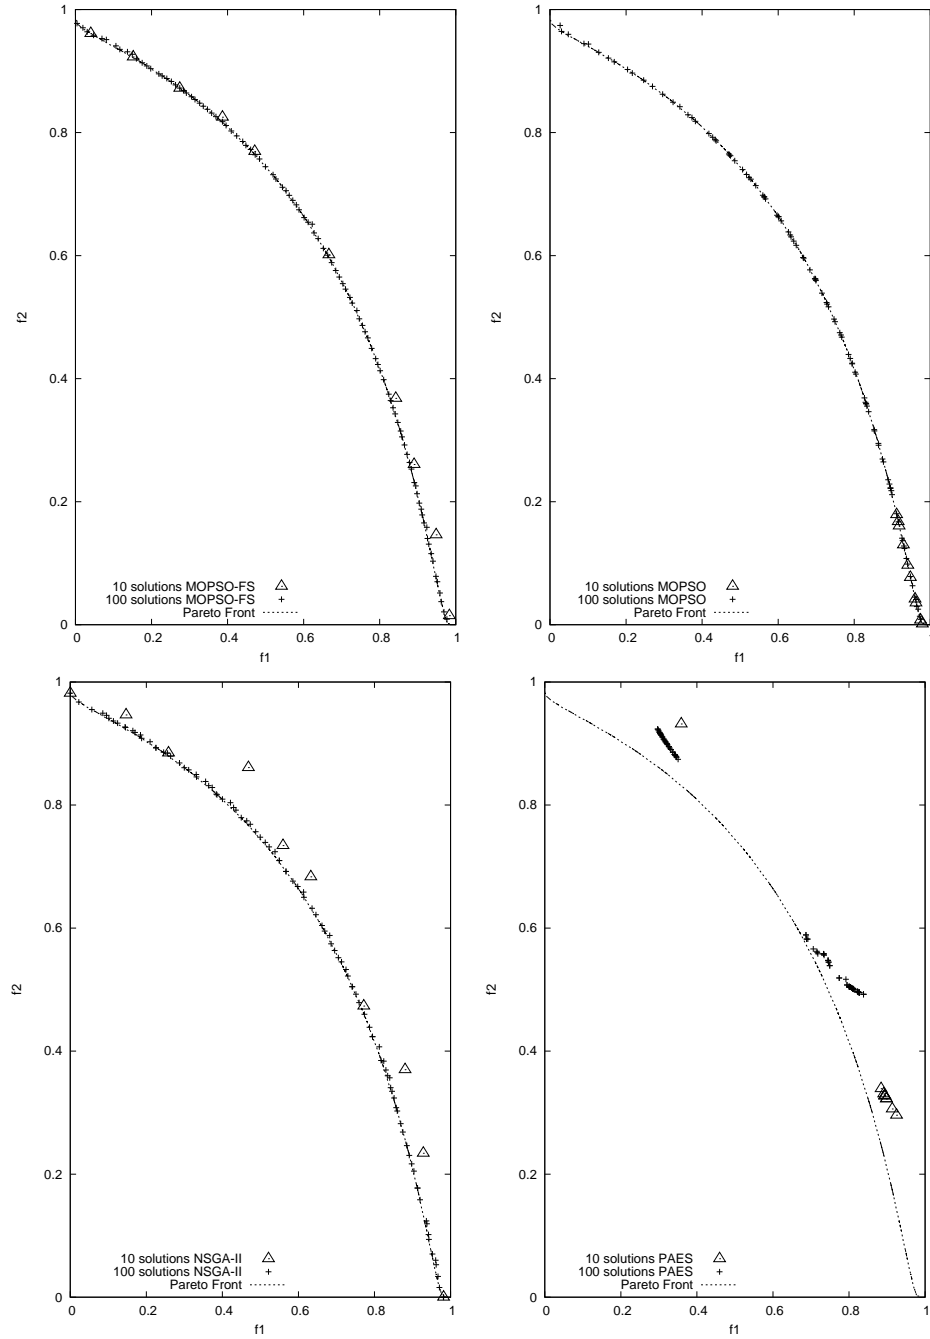 1
0.8
0.6
0.4
0.2
0
0 0.2 0.4 0.6 0.8 1
f2
f1
10 solutions MOPSO-FS
100 solutions MOPSO-FS
Pareto Front
1
0.8
0.6
0.4
0.2
0
0 0.2 0.4 0.6 0.8 1
f2
f1
10 solutions MOPSO
100 solutions MOPSO
Pareto Front
1
0.8
0.6
0.4
0.2
0
0 0.2 0.4 0.6 0.8 1
f2
f1
10 solutions NSGA-II
100 solutions NSGA-II
Pareto Front
1
0.8
0.6
0.4
0.2
0
0 0.2 0.4 0.6 0.8 1
f2
f1
10 solutions PAES
100 solutions PAES
Pareto Front